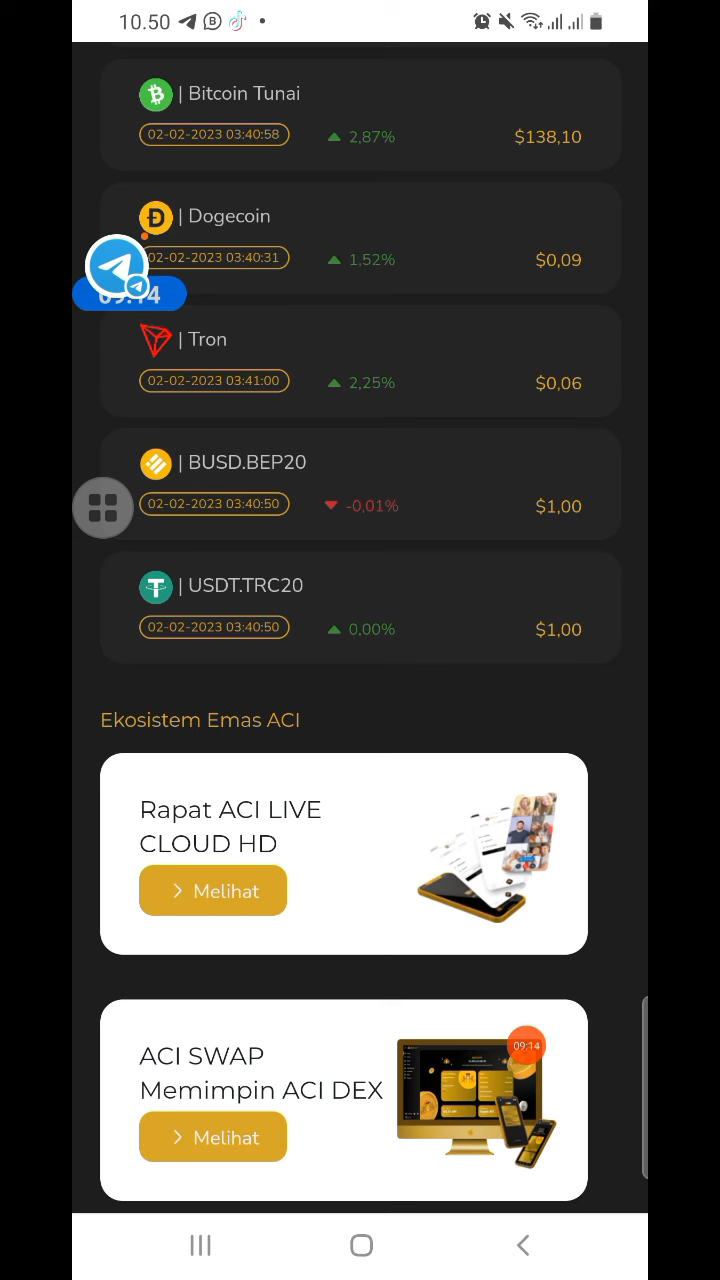 10.50
| Bitcoin Tunai
02-02-2023 03:40:58
2,87%
$138,10
| Dogecoin
02-02-2023 03:40:31
1,52%
$0,09
09:14
| Tron
02-02-2023 03:41:00
2,25%
$0,06
| BUSD.BEP20
02-02-2023 03:40:50
-0,01%
$1,00
| USDT.TRC20
02-02-2023 03:40:50
0,00%
$1,00
Ekosistem Emas ACI
Rapat ACI LIVE
CLOUD HD
> Melihat
ACI SWAP
Memimpin ACI DEX
09:14
> Melihat